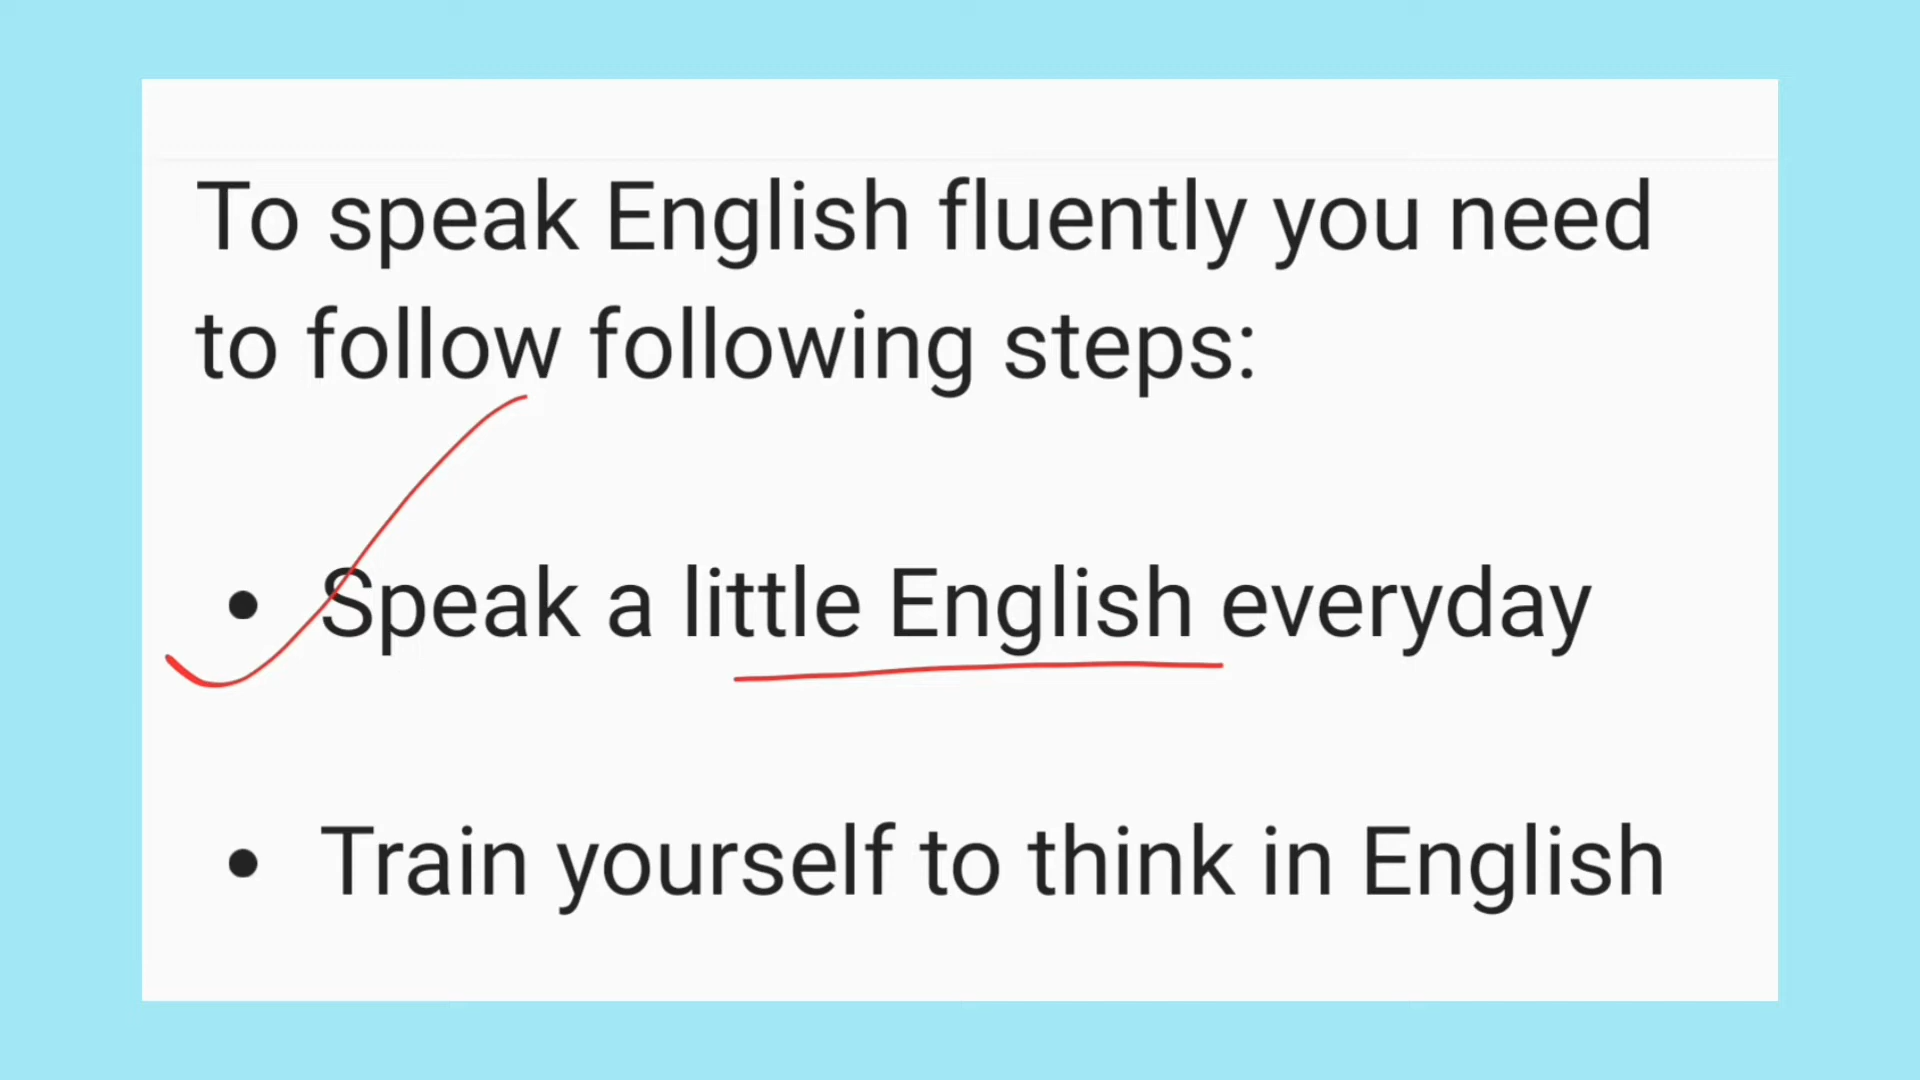 To speak English fluently you need
to follow following steps:
• Speak a little English everyday
• Train yourself to think in English